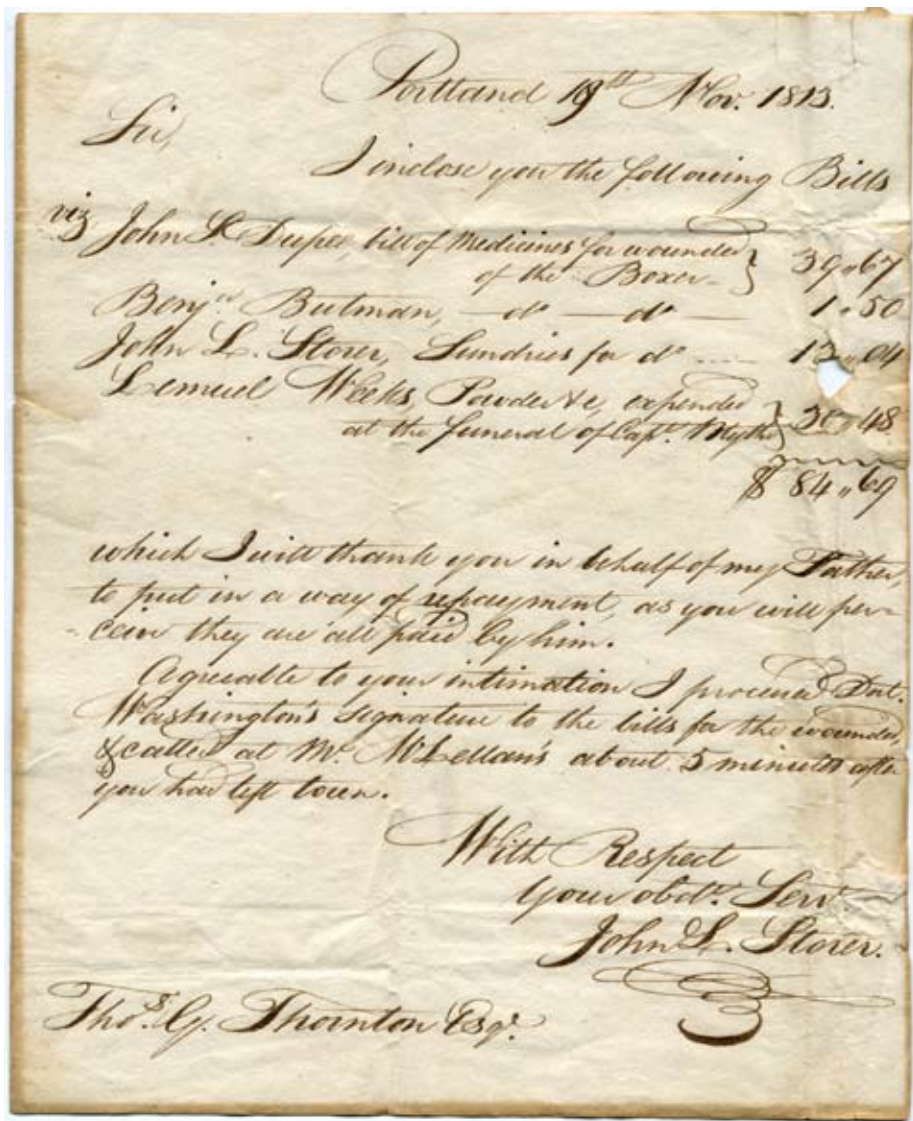 Portland 19th Nov. 1813.
Sir,
I inclose you the following Bills
viz John S. Dupee, bill of Medicines for wounded } 39,,67
of the Boxer
Benja. Butman, — do — do — 1,,50
John L. Storer, Sundries for do 13,,04
Lemuel Weeks, Powder &c, expended } 30,,48
at the funeral of Capt. Blythe
$ 84,,69
which I will thank you in behalf of my Father,
to put in a way of repayment, as you will per-
ceive they are all paid by him.
Agreeable to your intimation I procured Doct.
Washington's signature to the bills for the wounded,
& called at Mr. McLellan's about 5 minutes after
you had left town.
With Respect
Your obdt. Servt.
John L. Storer.
Thos. G. Thornton Esqr.